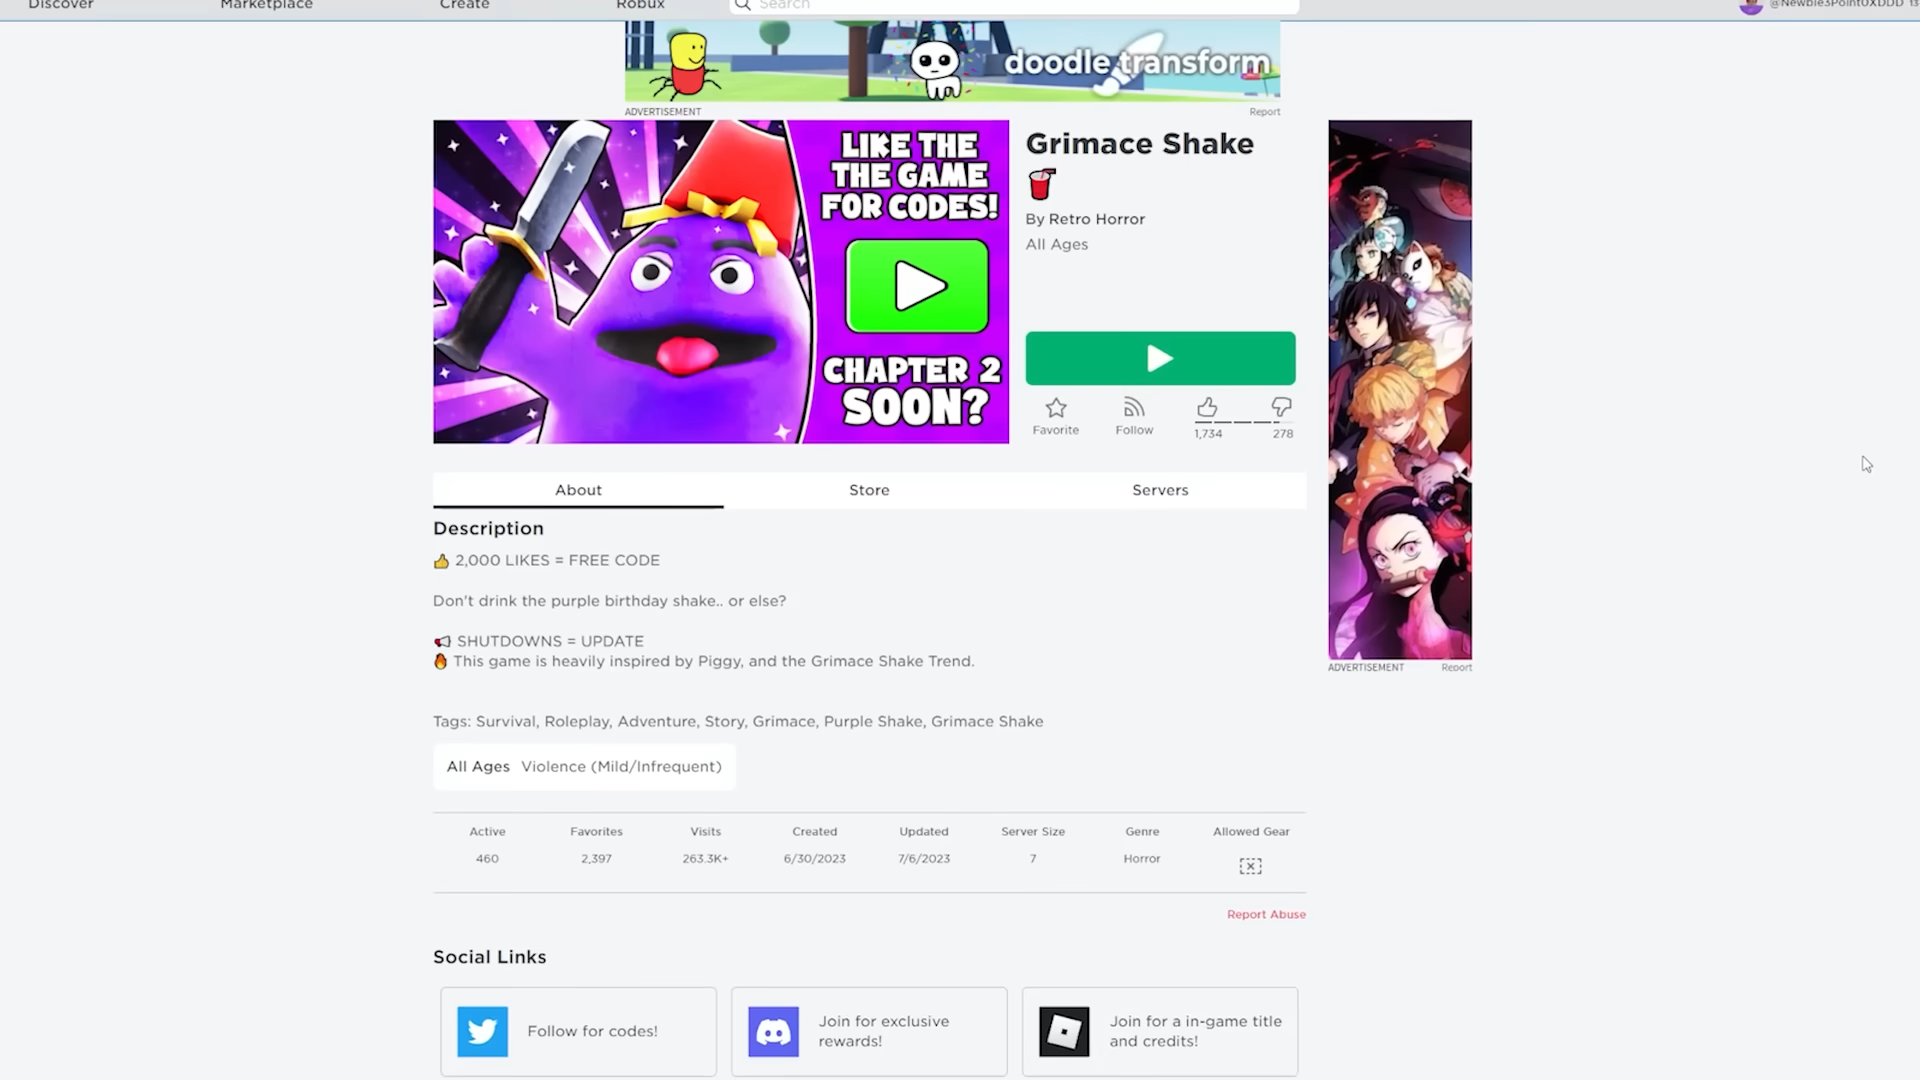 Discover
Marketplace
Create
Robux
Search
@Newbie3PointOXDDD 13
doodle transform
ADVERTISEMENT
Report
LIKE THE
THE GAME
FOR CODES!
CHAPTER 2
SOON?
Grimace Shake
By Retro Horror
All Ages
Favorite
Follow
1,734
278
ADVERTISEMENT
Report
About
Store
Servers
Description
👍 2,000 LIKES = FREE CODE
Don't drink the purple birthday shake.. or else?
📢 SHUTDOWNS = UPDATE
🔥 This game is heavily inspired by Piggy, and the Grimace Shake Trend.
Tags: Survival, Roleplay, Adventure, Story, Grimace, Purple Shake, Grimace Shake
All Ages Violence (Mild/Infrequent)
Active
Favorites
Visits
Created
Updated
Server Size
Genre
Allowed Gear
460
2,397
263.3K+
6/30/2023
7/6/2023
7
Horror
Report Abuse
Social Links
Follow for codes!
Join for exclusive
rewards!
Join for a in-game title
and credits!